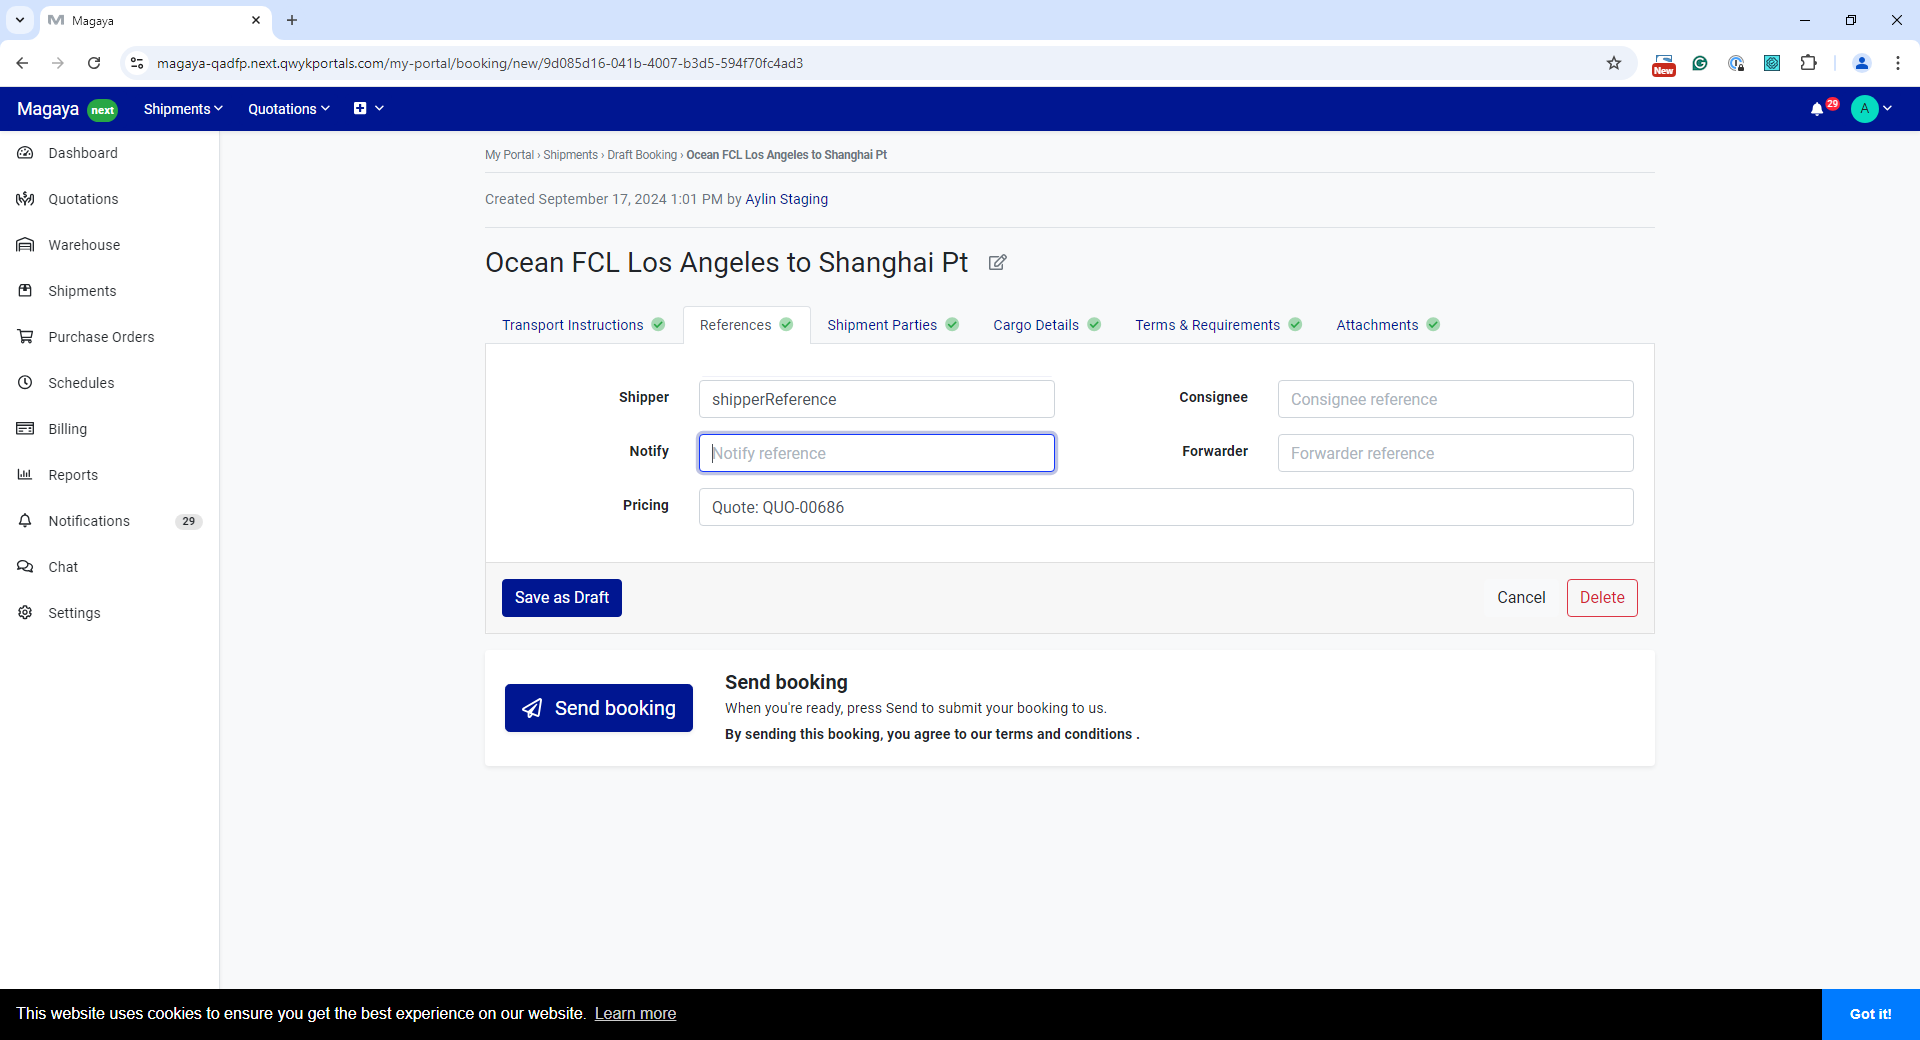 Magaya
magaya-qadfp.next.qwykportals.com/my-portal/booking/new/9d085d16-041b-4007-b3d5-594f70fc4ad3
New
Magaya next Shipments Quotations 29 A
Dashboard
Quotations
Warehouse
Shipments
Purchase Orders
Schedules
Billing
Reports
Notifications 29
Chat
Settings
My Portal › Shipments › Draft Booking › Ocean FCL Los Angeles to Shanghai Pt
Created September 17, 2024 1:01 PM by Aylin Staging
Ocean FCL Los Angeles to Shanghai Pt
Transport Instructions References Shipment Parties Cargo Details Terms & Requirements Attachments
Shipper shipperReference Consignee Consignee reference
Notify Notify reference Forwarder Forwarder reference
Pricing Quote: QUO-00686
Save as Draft Cancel Delete
Send booking
Send booking
When you're ready, press Send to submit your booking to us.
By sending this booking, you agree to our terms and conditions .
This website uses cookies to ensure you get the best experience on our website. Learn more Got it!